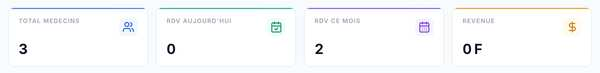 TOTAL MEDECINS
3
RDV AUJOURD'HUI
0
RDV CE MOIS
2
REVENUE
0 F